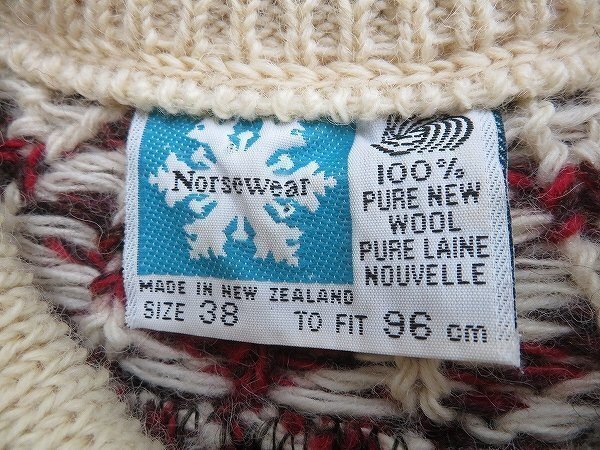 Norsewear
100%
PURE NEW
WOOL
PURE LAINE
NOUVELLE
MADE IN NEW ZEALAND
SIZE 38 TO FIT 96 cm